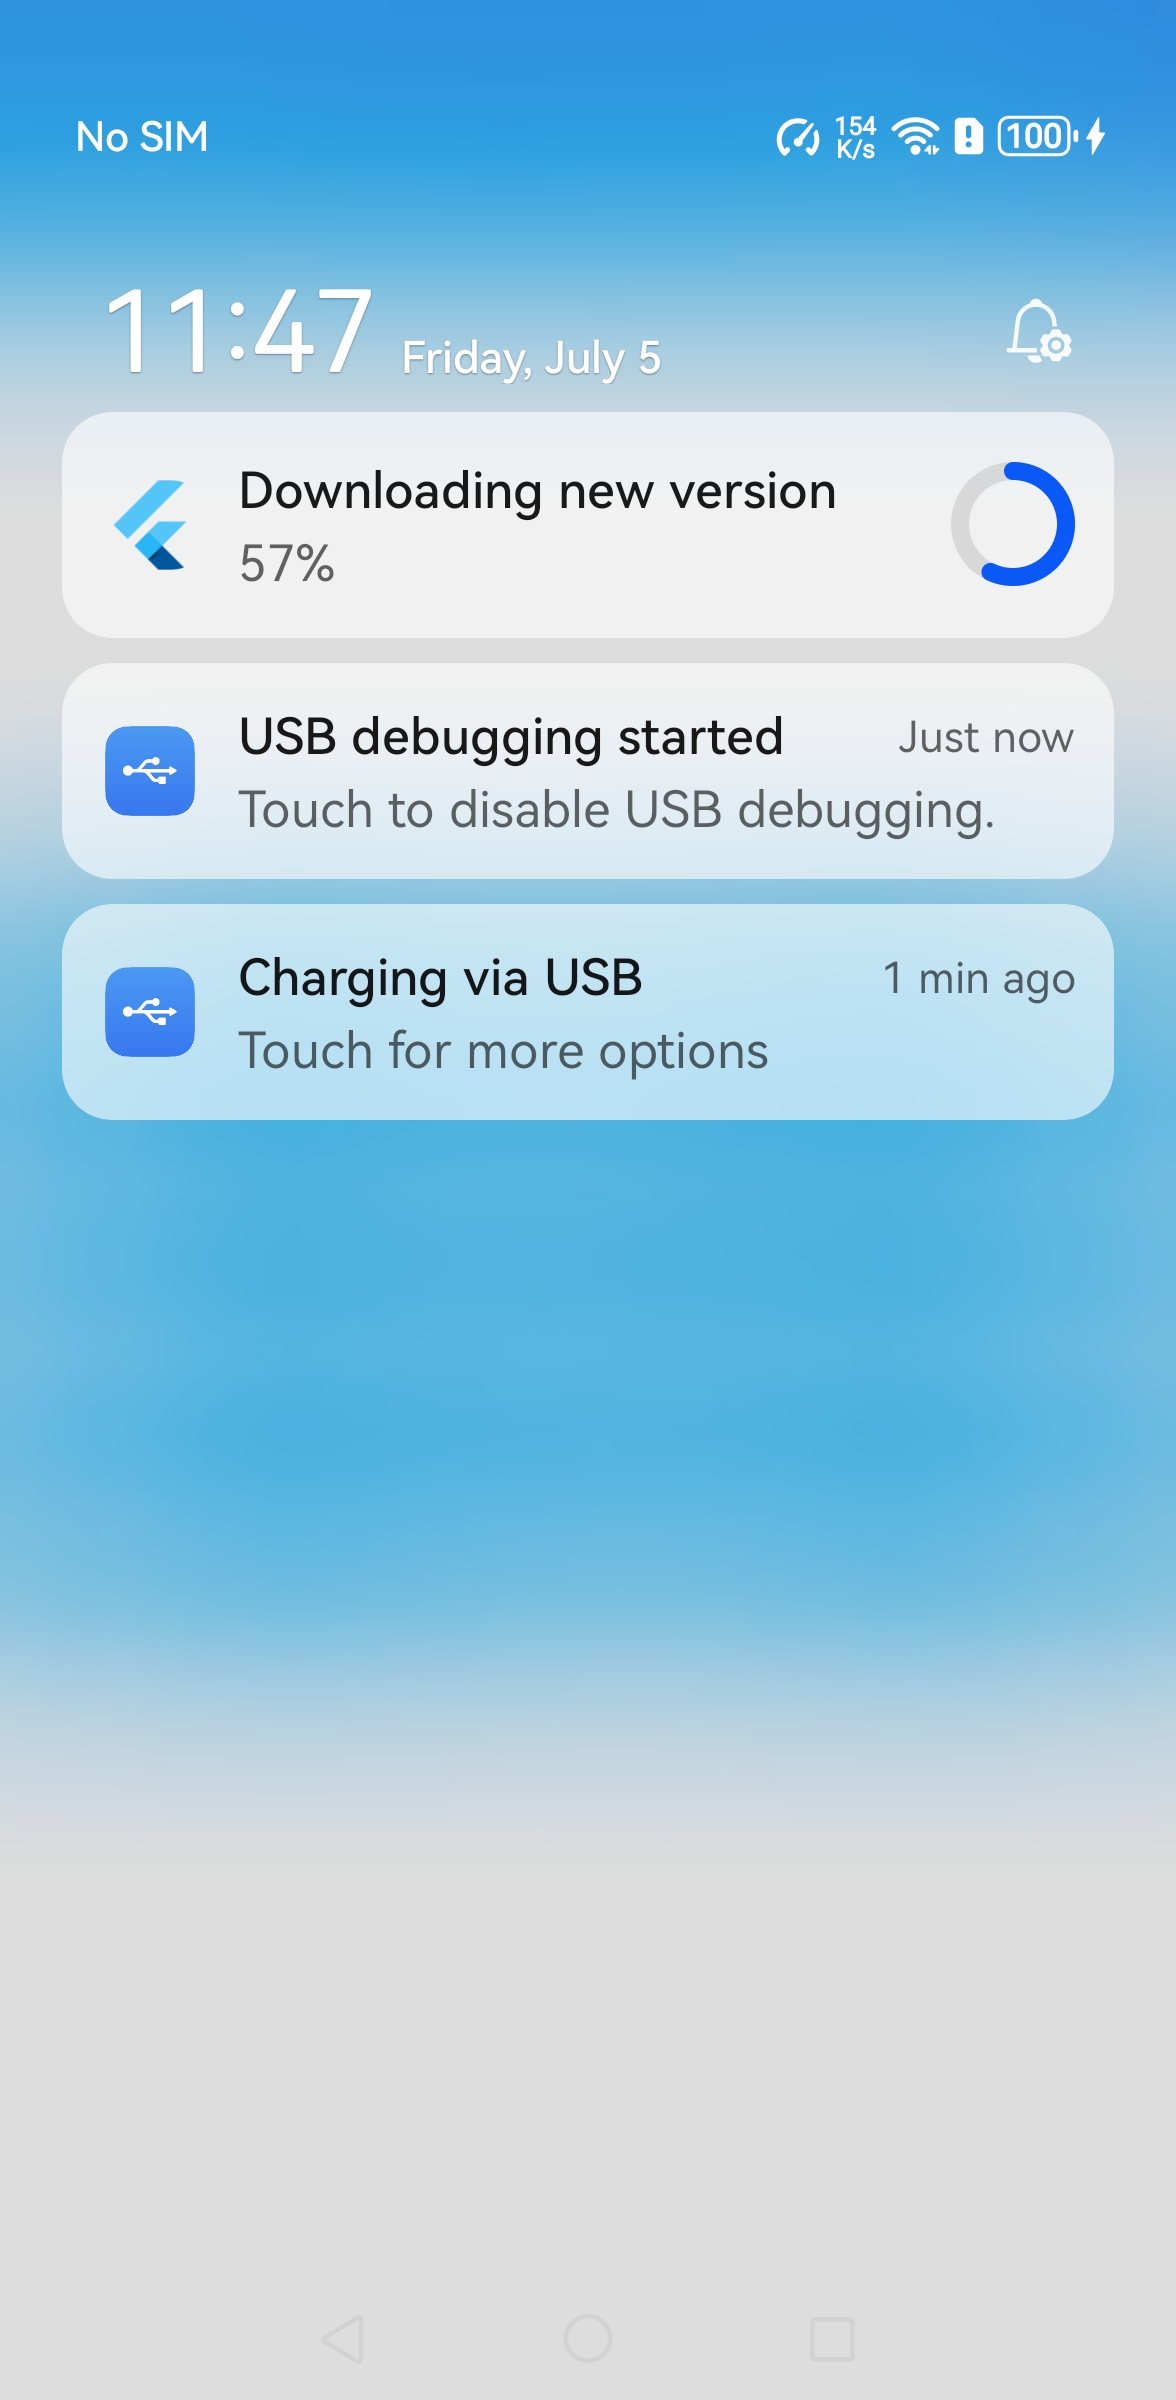 No SIM
154 K/s
100
11:47 Friday, July 5
Downloading new version
57%
USB debugging started Just now
Touch to disable USB debugging.
Charging via USB 1 min ago
Touch for more options